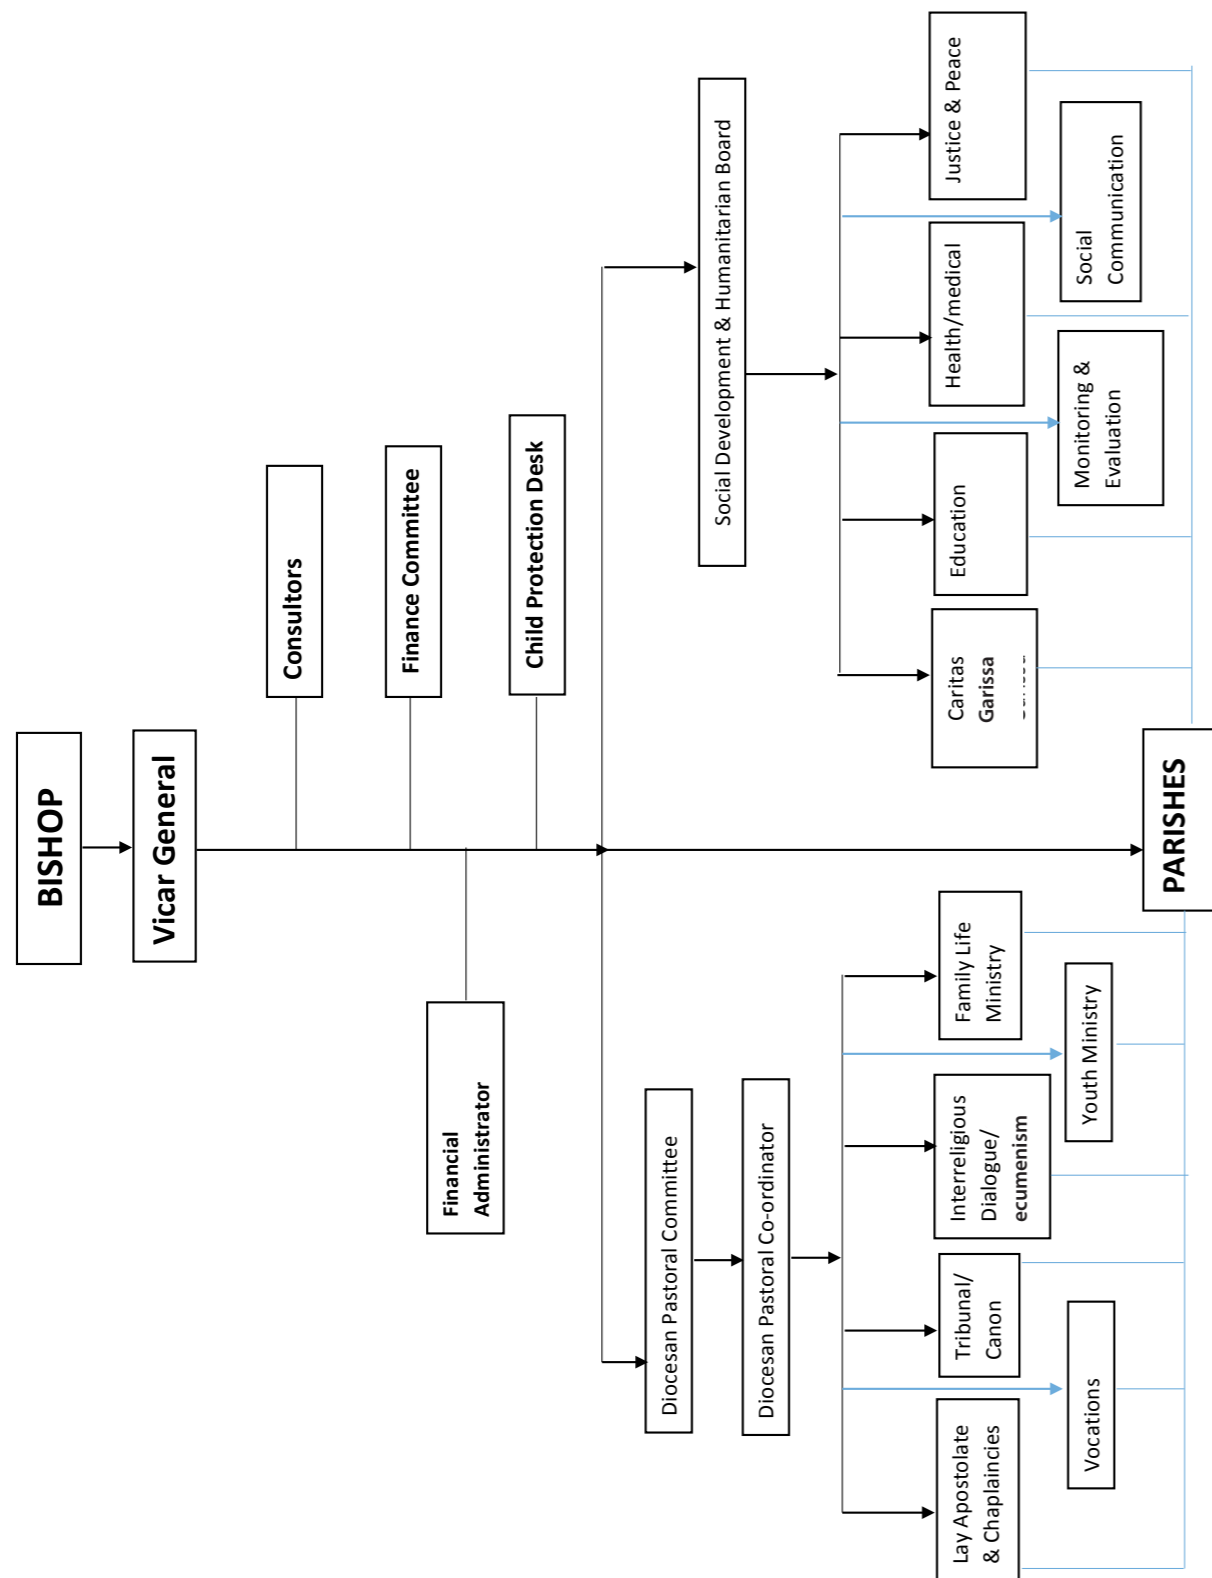 BISHOP
Vicar General
Consultors
Finance Committee
Financial
Administrator
Child Protection Desk
Diocesan Pastoral Committee
Diocesan Pastoral Co-ordinator
Social Development & Humanitarian Board
Lay Apostolate
& Chaplaincies
Tribunal/
Canon
Interreligious
Dialogue/
ecumenism
Family Life
Ministry
Caritas
Garissa
Education
Health/medical
Justice & Peace
Vocations
Youth Ministry
Monitoring &
Evaluation
Social
Communication
PARISHES